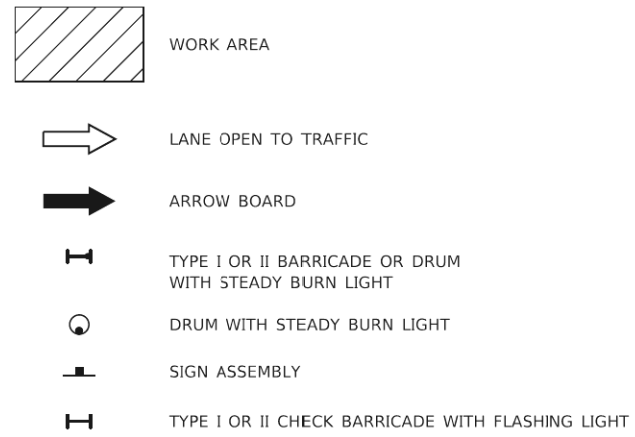 WORK AREA
LANE OPEN TO TRAFFIC
ARROW BOARD
TYPE I OR II BARRICADE OR DRUM
WITH STEADY BURN LIGHT
DRUM WITH STEADY BURN LIGHT
SIGN ASSEMBLY
TYPE I OR II CHECK BARRICADE WITH FLASHING LIGHT